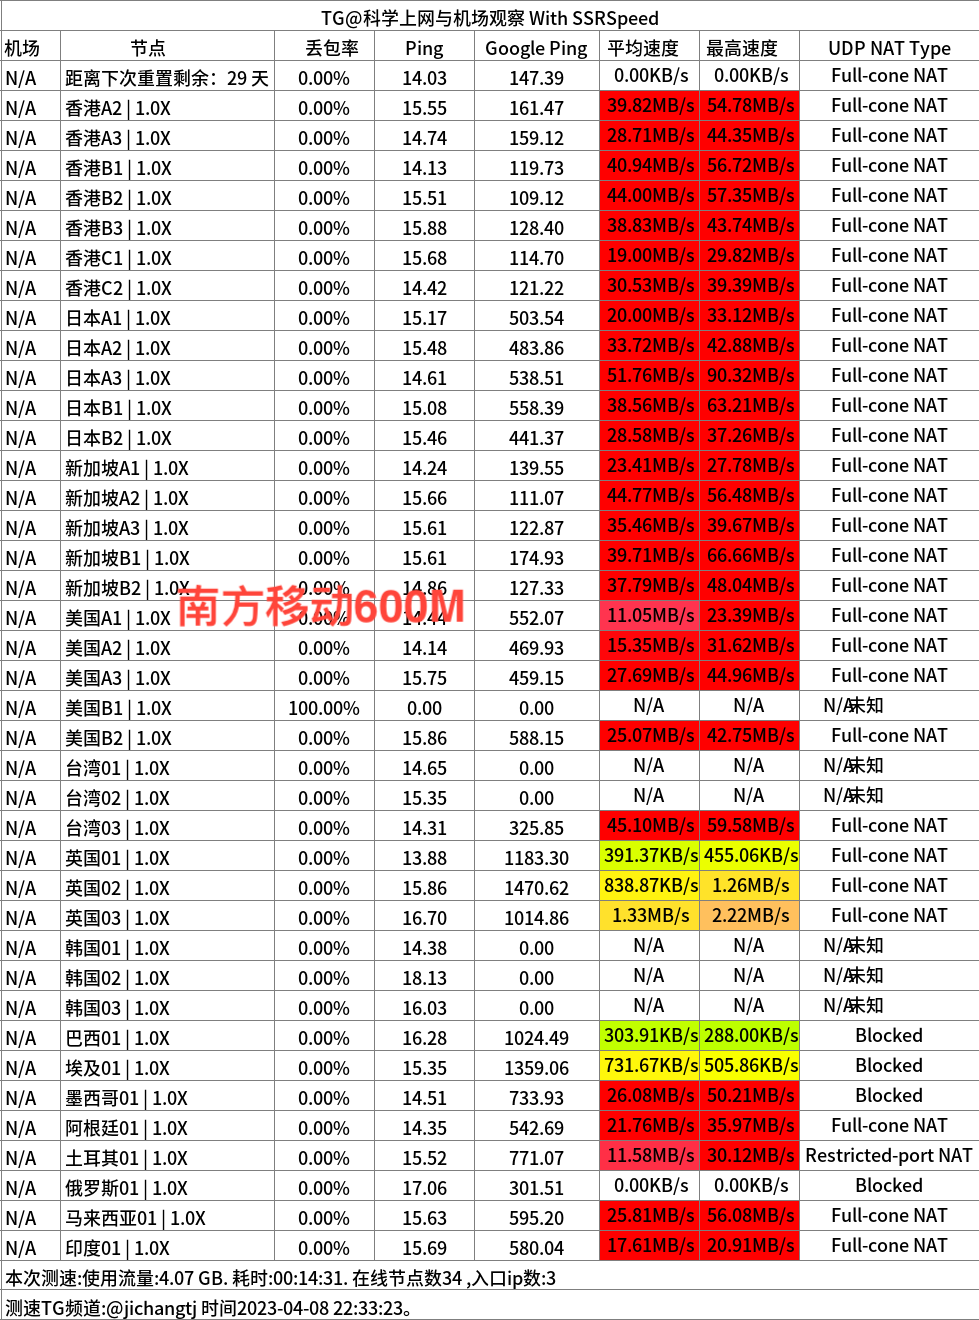 TG@科学上网与机场观察 With SSRSpeed
机场 节点 丢包率 Ping Google Ping 平均速度 最高速度 UDP NAT Type
N/A 距离下次重置剩余：29 天 0.00% 14.03 147.39 0.00KB/s 0.00KB/s Full-cone NAT
N/A 香港A2 | 1.0X 0.00% 15.55 161.47 39.82MB/s 54.78MB/s Full-cone NAT
N/A 香港A3 | 1.0X 0.00% 14.74 159.12 28.71MB/s 44.35MB/s Full-cone NAT
N/A 香港B1 | 1.0X 0.00% 14.13 119.73 40.94MB/s 56.72MB/s Full-cone NAT
N/A 香港B2 | 1.0X 0.00% 15.51 109.12 44.00MB/s 57.35MB/s Full-cone NAT
N/A 香港B3 | 1.0X 0.00% 15.88 128.40 38.83MB/s 43.74MB/s Full-cone NAT
N/A 香港C1 | 1.0X 0.00% 15.68 114.70 19.00MB/s 29.82MB/s Full-cone NAT
N/A 香港C2 | 1.0X 0.00% 14.42 121.22 30.53MB/s 39.39MB/s Full-cone NAT
N/A 日本A1 | 1.0X 0.00% 15.17 503.54 20.00MB/s 33.12MB/s Full-cone NAT
N/A 日本A2 | 1.0X 0.00% 15.48 483.86 33.72MB/s 42.88MB/s Full-cone NAT
N/A 日本A3 | 1.0X 0.00% 14.61 538.51 51.76MB/s 90.32MB/s Full-cone NAT
N/A 日本B1 | 1.0X 0.00% 15.08 558.39 38.56MB/s 63.21MB/s Full-cone NAT
N/A 日本B2 | 1.0X 0.00% 15.46 441.37 28.58MB/s 37.26MB/s Full-cone NAT
N/A 新加坡A1 | 1.0X 0.00% 14.24 139.55 23.41MB/s 27.78MB/s Full-cone NAT
N/A 新加坡A2 | 1.0X 0.00% 15.66 111.07 44.77MB/s 56.48MB/s Full-cone NAT
N/A 新加坡A3 | 1.0X 0.00% 15.61 122.87 35.46MB/s 39.67MB/s Full-cone NAT
N/A 新加坡B1 | 1.0X 0.00% 15.61 174.93 39.71MB/s 66.66MB/s Full-cone NAT
N/A 新加坡B2 | 1.0X 0.00% 14.86 127.33 37.79MB/s 48.04MB/s Full-cone NAT
南方移动600M
N/A 美国A1 | 1.0X 0.00% 14.44 552.07 11.05MB/s 23.39MB/s Full-cone NAT
N/A 美国A2 | 1.0X 0.00% 14.14 469.93 15.35MB/s 31.62MB/s Full-cone NAT
N/A 美国A3 | 1.0X 0.00% 15.75 459.15 27.69MB/s 44.96MB/s Full-cone NAT
N/A 美国B1 | 1.0X 100.00% 0.00 0.00 N/A N/A N/A未知
N/A 美国B2 | 1.0X 0.00% 15.86 588.15 25.07MB/s 42.75MB/s Full-cone NAT
N/A 台湾01 | 1.0X 0.00% 14.65 0.00 N/A N/A N/A未知
N/A 台湾02 | 1.0X 0.00% 15.35 0.00 N/A N/A N/A未知
N/A 台湾03 | 1.0X 0.00% 14.31 325.85 45.10MB/s 59.58MB/s Full-cone NAT
N/A 英国01 | 1.0X 0.00% 13.88 1183.30 391.37KB/s 455.06KB/s Full-cone NAT
N/A 英国02 | 1.0X 0.00% 15.86 1470.62 838.87KB/s 1.26MB/s Full-cone NAT
N/A 英国03 | 1.0X 0.00% 16.70 1014.86 1.33MB/s 2.22MB/s Full-cone NAT
N/A 韩国01 | 1.0X 0.00% 14.38 0.00 N/A N/A N/A未知
N/A 韩国02 | 1.0X 0.00% 18.13 0.00 N/A N/A N/A未知
N/A 韩国03 | 1.0X 0.00% 16.03 0.00 N/A N/A N/A未知
N/A 巴西01 | 1.0X 0.00% 16.28 1024.49 303.91KB/s 288.00KB/s Blocked
N/A 埃及01 | 1.0X 0.00% 15.35 1359.06 731.67KB/s 505.86KB/s Blocked
N/A 墨西哥01 | 1.0X 0.00% 14.51 733.93 26.08MB/s 50.21MB/s Blocked
N/A 阿根廷01 | 1.0X 0.00% 14.35 542.69 21.76MB/s 35.97MB/s Full-cone NAT
N/A 土耳其01 | 1.0X 0.00% 15.52 771.07 11.58MB/s 30.12MB/s Restricted-port NAT
N/A 俄罗斯01 | 1.0X 0.00% 17.06 301.51 0.00KB/s 0.00KB/s Blocked
N/A 马来西亚01 | 1.0X 0.00% 15.63 595.20 25.81MB/s 56.08MB/s Full-cone NAT
N/A 印度01 | 1.0X 0.00% 15.69 580.04 17.61MB/s 20.91MB/s Full-cone NAT
本次测速:使用流量:4.07 GB. 耗时:00:14:31. 在线节点数34 ,入口ip数:3
测速TG频道:@jichangtj 时间2023-04-08 22:33:23。